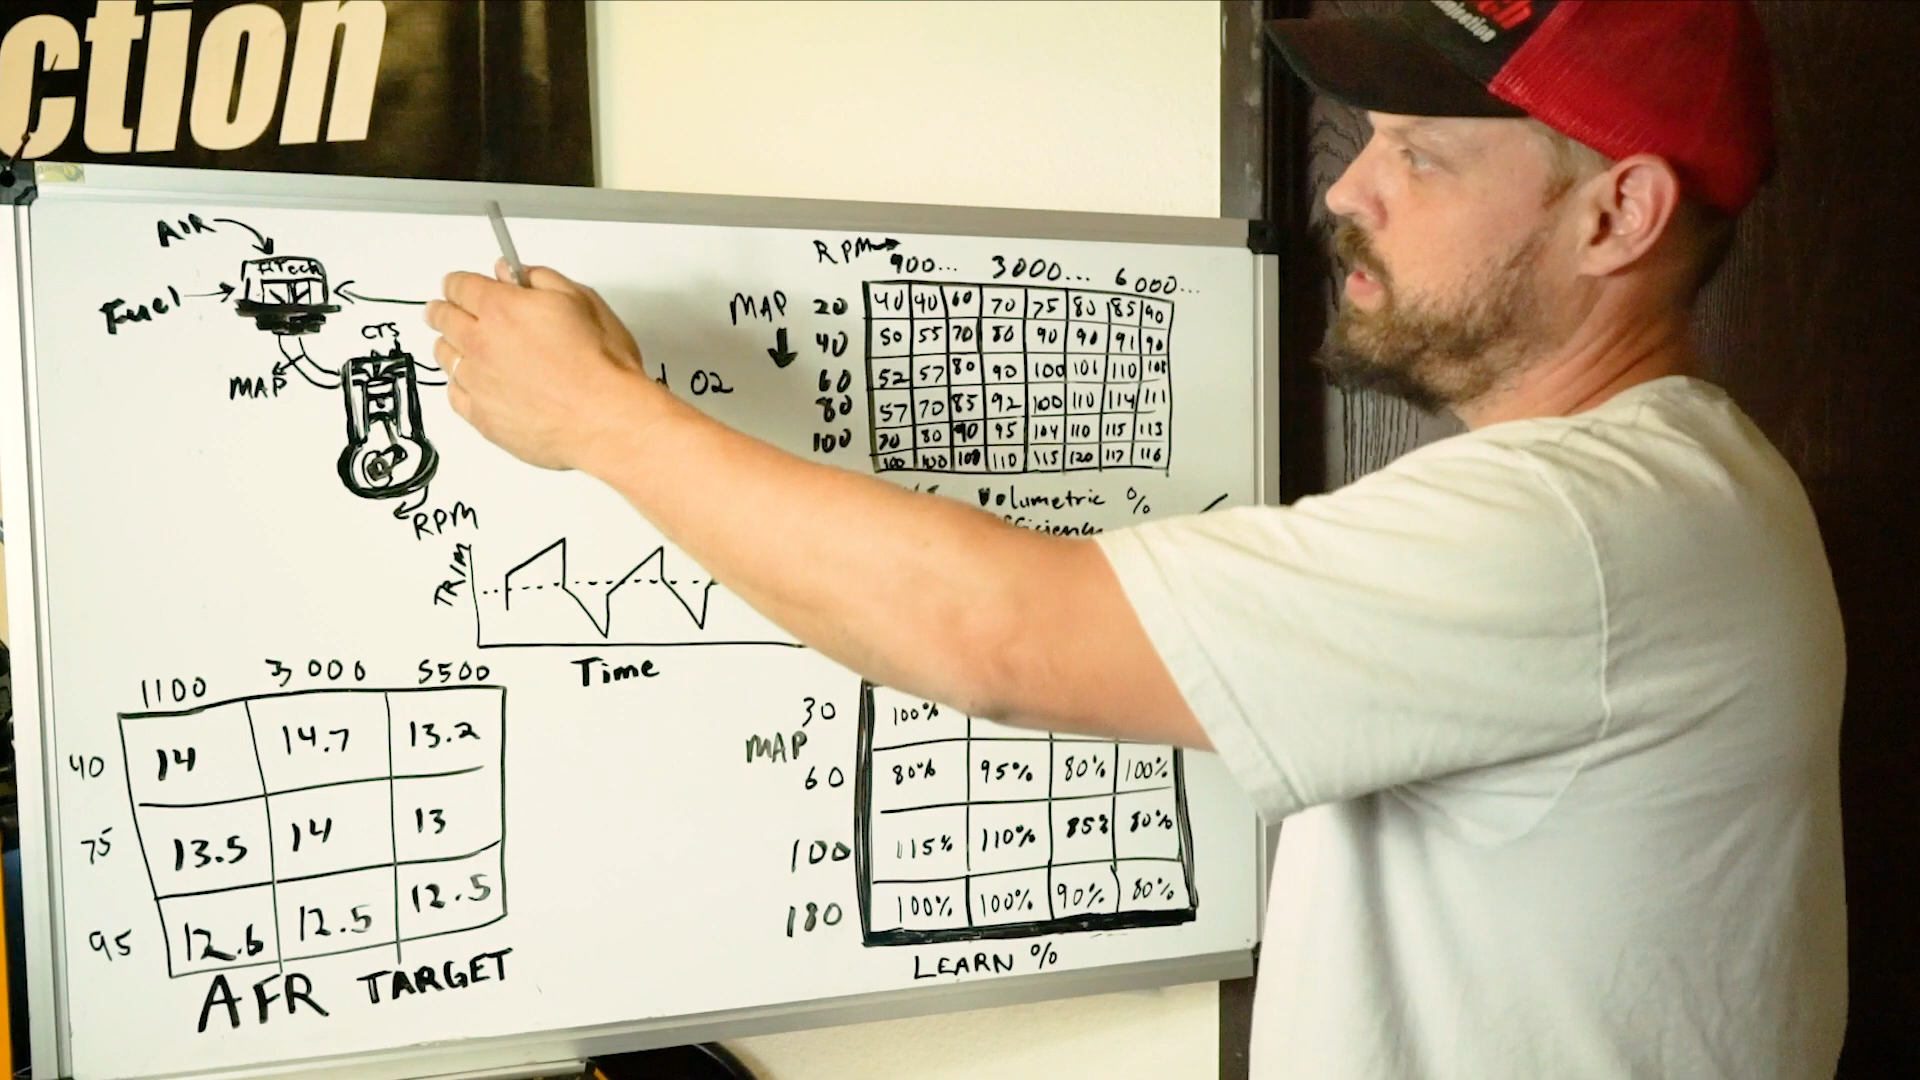 ction
AIR
FiTech
Fuel
CTS
MAP
O2
RPM
RPM
900... 3000... 6000...
MAP
20 40 40 60 70 75 80 85 90
40 50 55 70 80 90 90 91 90
60 52 57 80 90 100 101 110 108
80 57 70 85 92 100 110 114 111
100 70 80 90 95 104 110 115 113
100 100 100 110 115 120 117 116
Volumetric %
TRIM
Time
1100 3,000 5500
40 14 14.7 13.2
75 13.5 14 13
95 12.6 12.5 12.5
AFR TARGET
MAP
30 100%
60 80% 95% 80% 100%
100 115% 110% 85% 80%
180 100% 100% 90% 80%
LEARN %